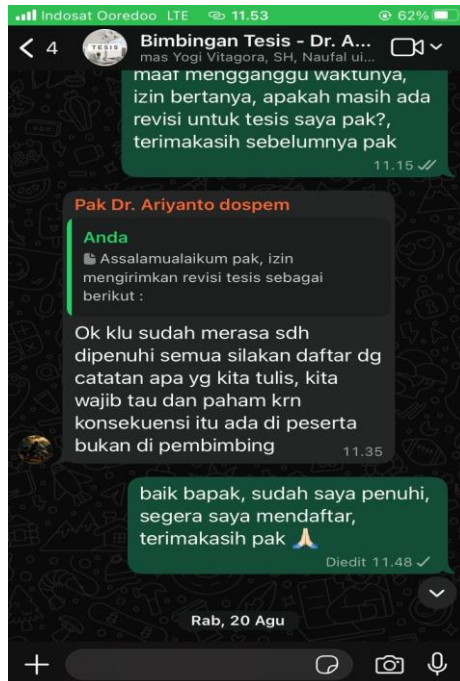 Indosat Ooredoo LTE 11.53 62%
4
TESIS
Bimbingan Tesis - Dr. A...
mas Yogi Vitagora, SH, Naufal ui...
maaf mengganggu waktunya,
izin bertanya, apakah masih ada
revisi untuk tesis saya pak?,
terimakasih sebelumnya pak
11.15
Pak Dr. Ariyanto dospem
Anda
Assalamualaikum pak, izin
mengirimkan revisi tesis sebagai
berikut :
Ok klu sudah merasa sdh
dipenuhi semua silakan daftar dg
catatan apa yg kita tulis, kita
wajib tau dan paham krn
konsekuensi itu ada di peserta
bukan di pembimbing
11.35
baik bapak, sudah saya penuhi,
segera saya mendaftar,
terimakasih pak 🙏🏻
Diedit 11.48
Rab, 20 Agu